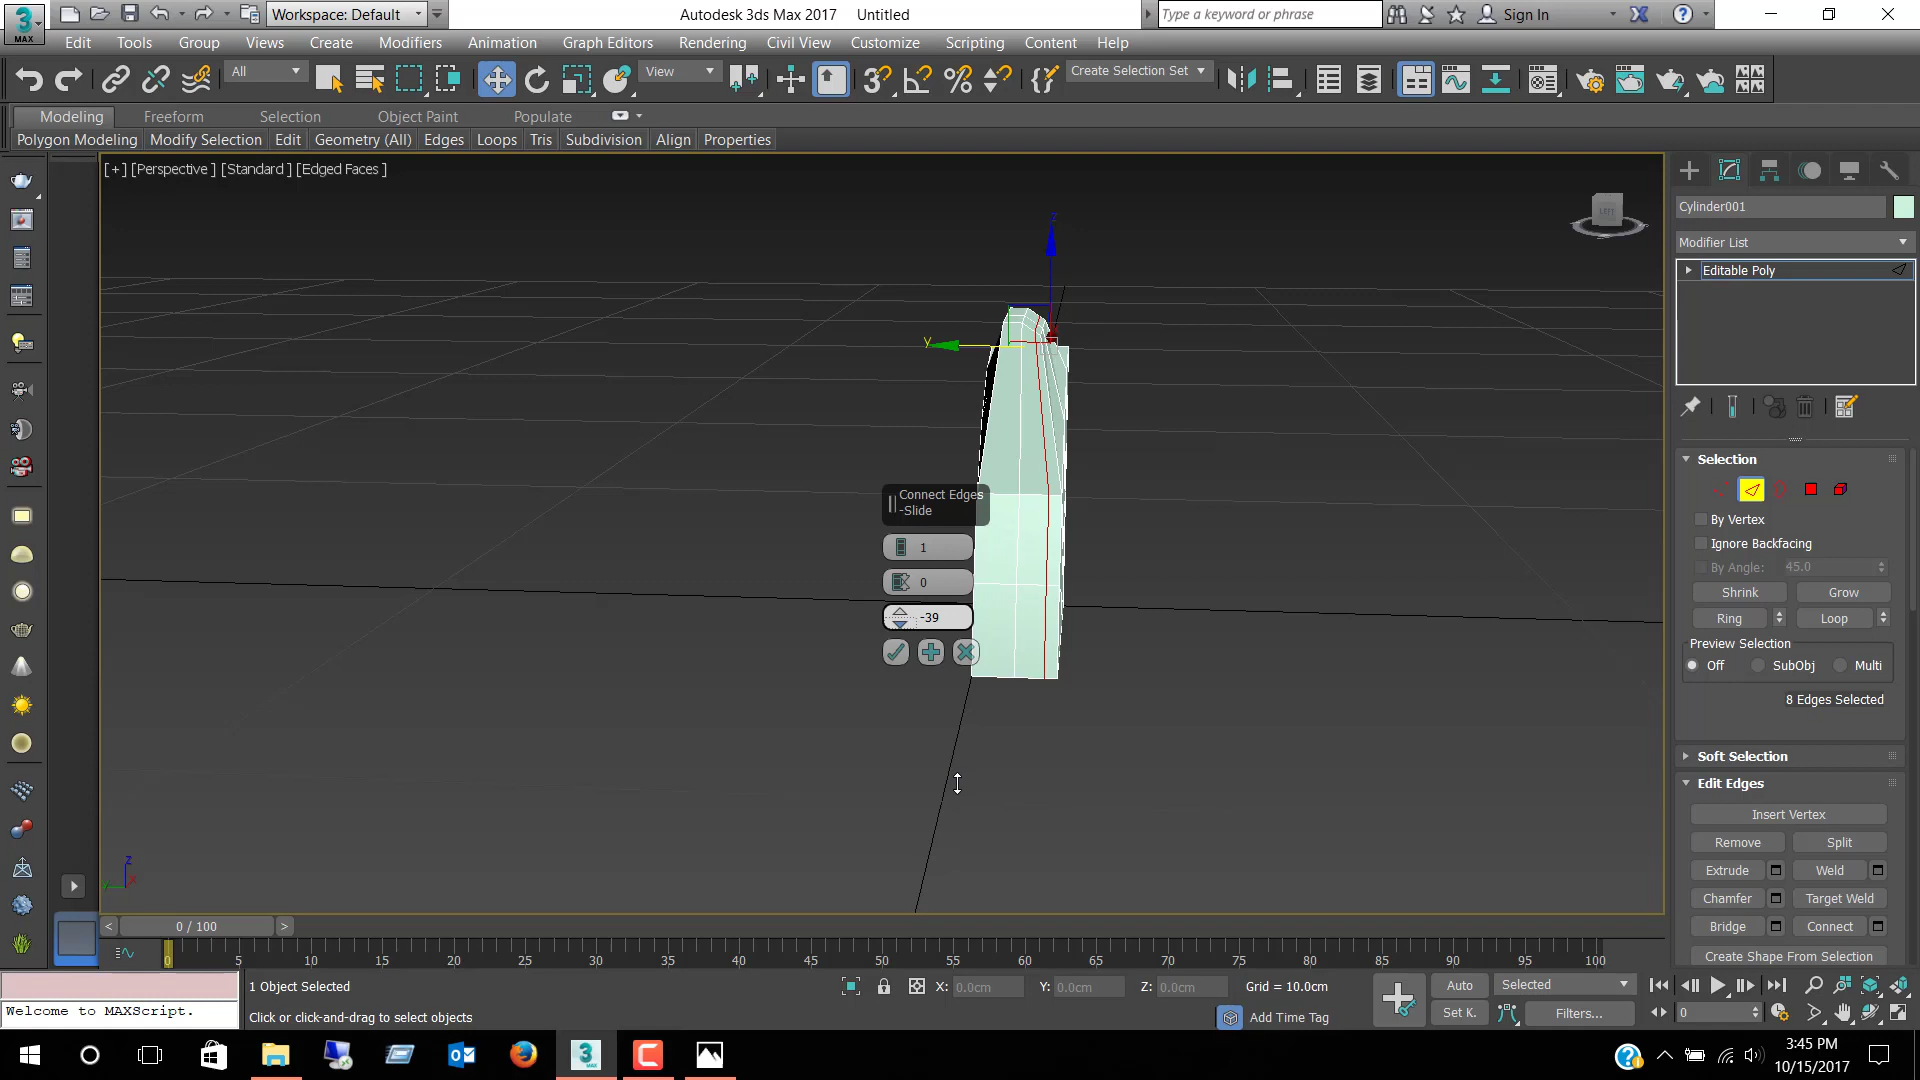 3
MAX
Workspace: Default
Autodesk 3ds Max 2017    Untitled
Type a keyword or phrase
Sign In
Edit Tools Group Views Create Modifiers Animation Graph Editors Rendering Civil View Customize Scripting Content Help
All
View
Create Selection Set
Modeling Freeform Selection Object Paint Populate
Polygon Modeling Modify Selection Edit Geometry (All) Edges Loops Tris Subdivision Align Properties
[+] [Perspective ] [Standard ] [Edged Faces ]
z
y
LEFT
Connect Edges
-Slide
1
0
-39
z
Cylinder001
Modifier List
Editable Poly
Selection
By Vertex
Ignore Backfacing
By Angle: 45.0
Shrink Grow
Ring Loop
Preview Selection
Off SubObj Multi
8 Edges Selected
Soft Selection
Edit Edges
Insert Vertex
Remove Split
Extrude Weld
Chamfer Target Weld
Bridge Connect
Create Shape From Selection
< 0 / 100 >
0 5 10 15 20 25 30 35 40 45 50 55 60 65 70 75 80 85 90 95 100
Welcome to MAXScript.
1 Object Selected
Click or click-and-drag to select objects
X: 0.0cm Y: 0.0cm Z: 0.0cm Grid = 10.0cm
Add Time Tag
Auto Selected
Set K. Filters...
0
3
MAX
3:45 PM
10/15/2017